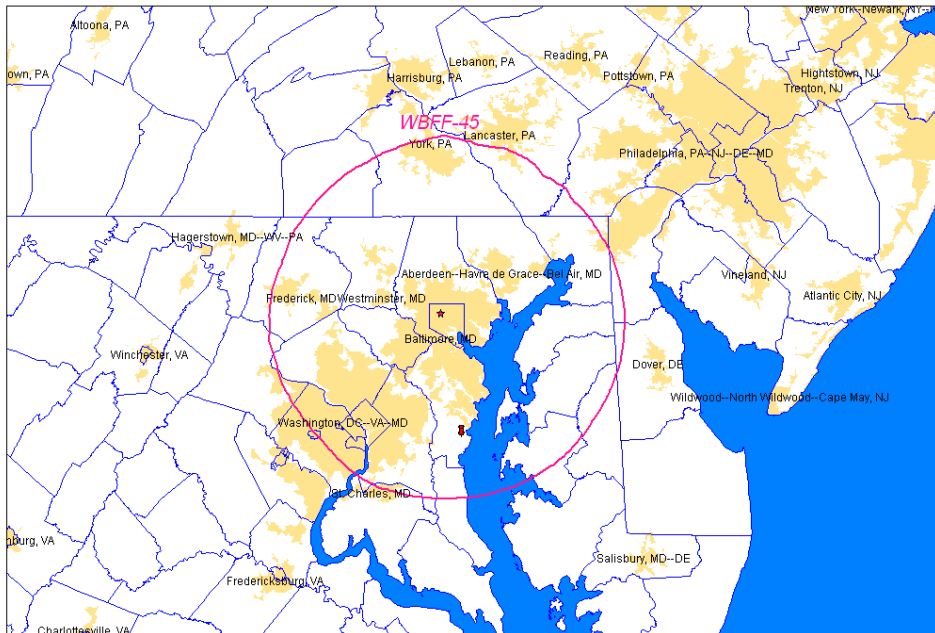 New York--Newark, NY--
Altoona, PA
Reading, PA
Lebanon, PA
own, PA
Harrisburg, PA
Pottstown, PA
Hightstown, NJ
Trenton, NJ
WBFF-45
Lancaster, PA
York, PA
Philadelphia, PA--NJ--DE--MD
Hagerstown, MD--WV--PA
Aberdeen--Havre de Grace--Bel Air, MD
Vineland, NJ
Frederick, MD
Westminster, MD
Atlantic City, NJ
Baltimore, MD
Winchester, VA
Dover, DE
Wildwood--North Wildwood--Cape May, NJ
Washington, DC--VA--MD
St. Charles, MD
nburg, VA
Salisbury, MD--DE
Fredericksburg, VA
Charlottesville, VA